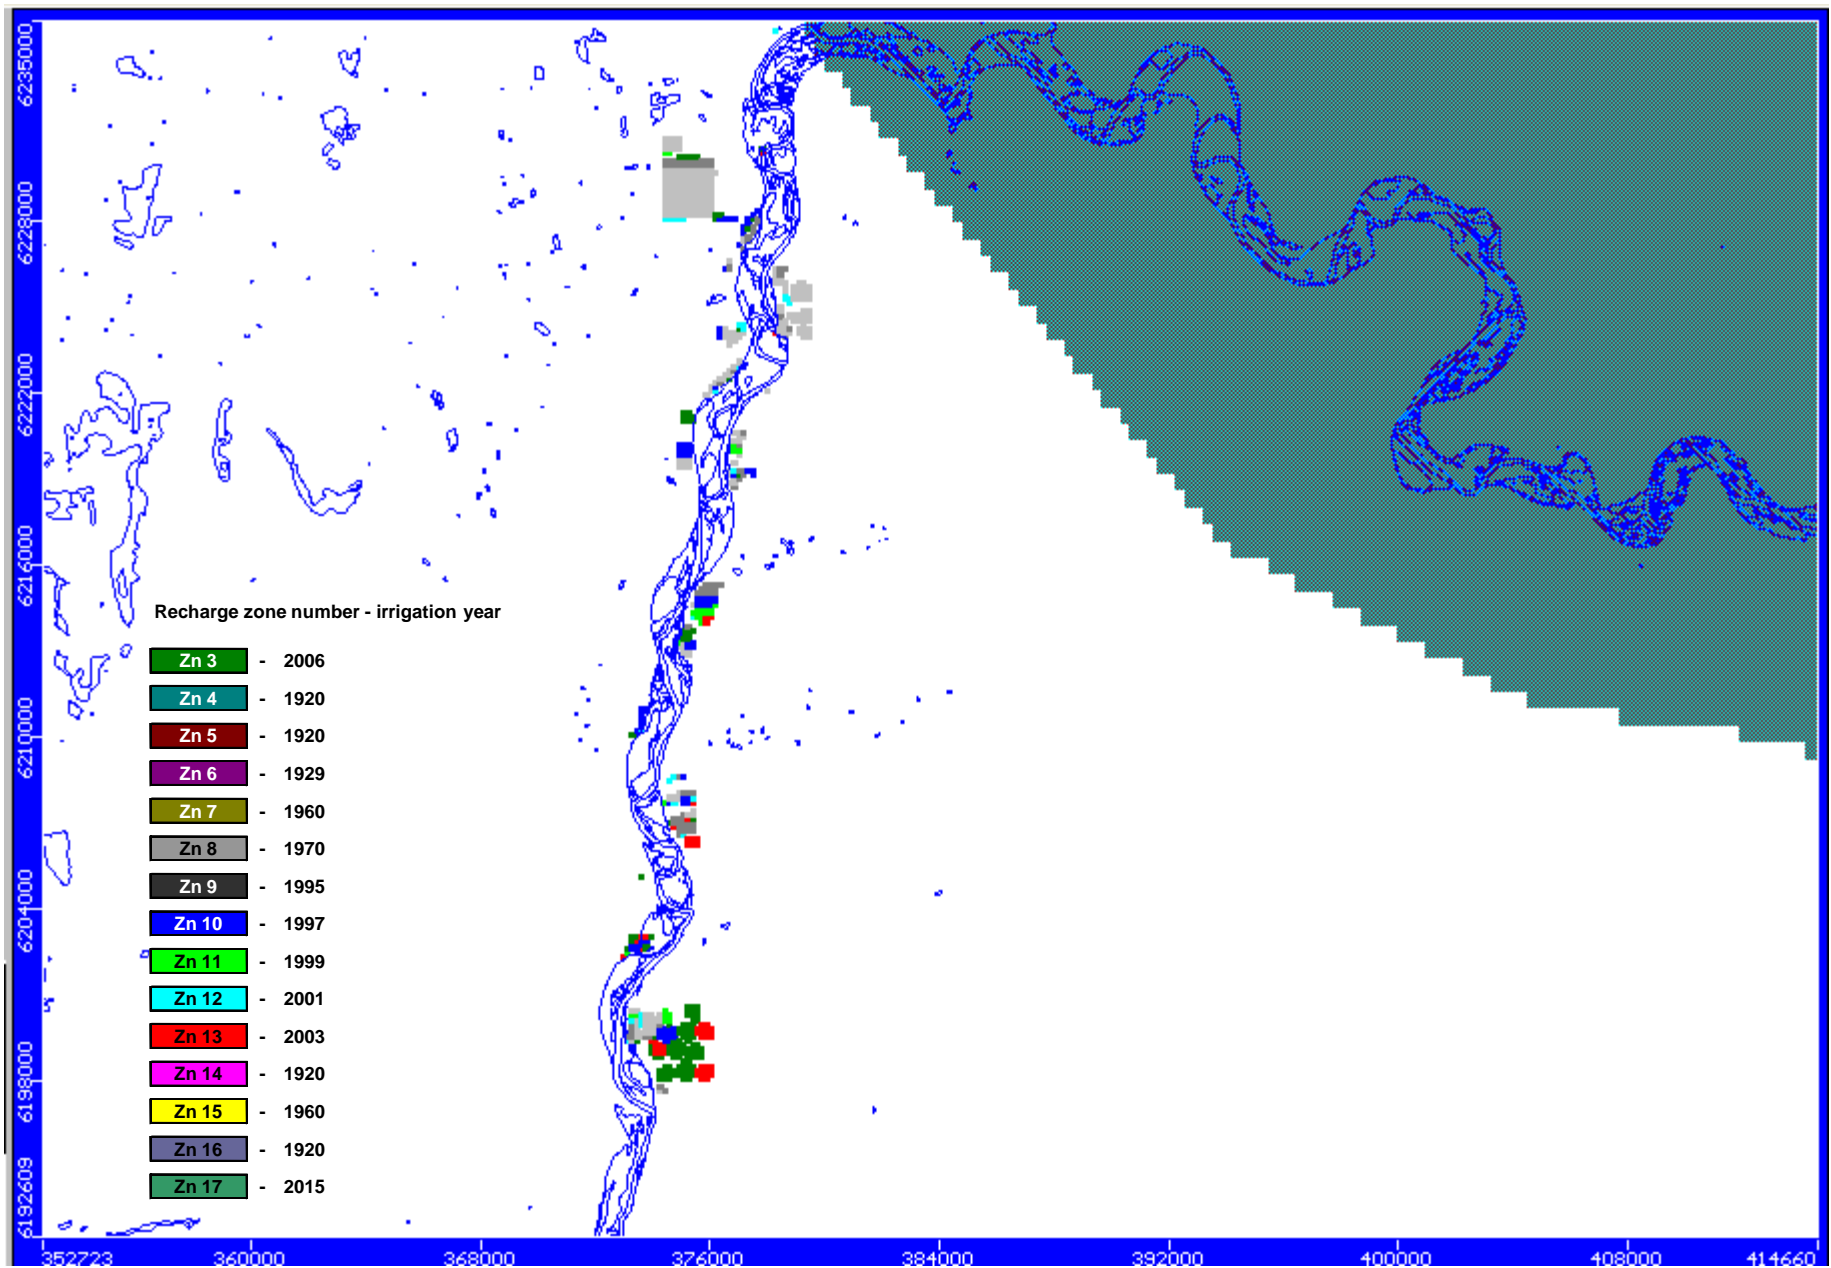 6235000
6228000
6222000
6216000
6210000
6204000
6198000
6192609
Recharge zone number - irrigation year
Zn 3 - 2006
Zn 4 - 1920
Zn 5 - 1920
Zn 6 - 1929
Zn 7 - 1960
Zn 8 - 1970
Zn 9 - 1995
Zn 10 - 1997
Zn 11 - 1999
Zn 12 - 2001
Zn 13 - 2003
Zn 14 - 1920
Zn 15 - 1960
Zn 16 - 1920
Zn 17 - 2015
352723 360000 368000 376000 384000 392000 400000 408000 414660